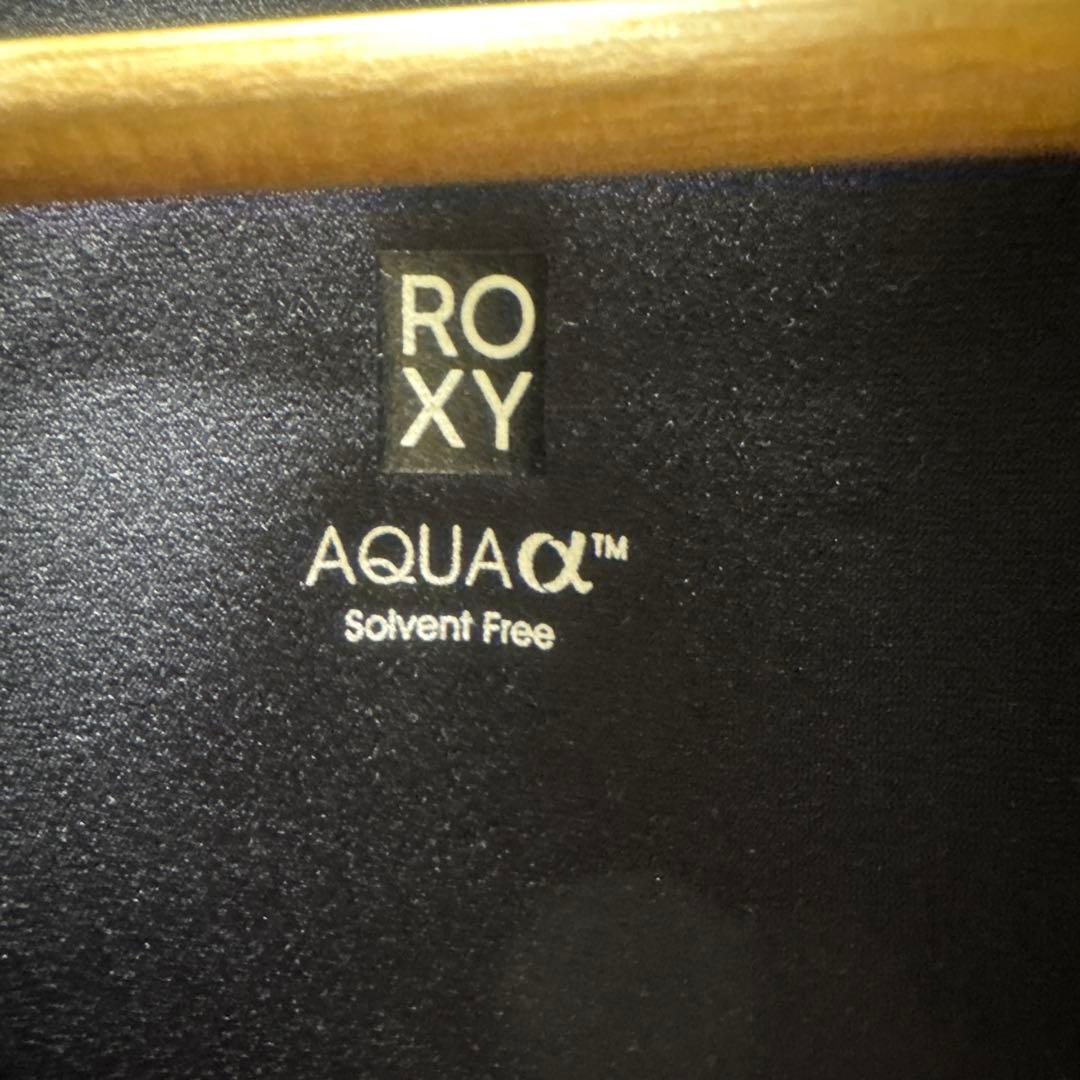 RO
XY
AQUAα™
Solvent Free